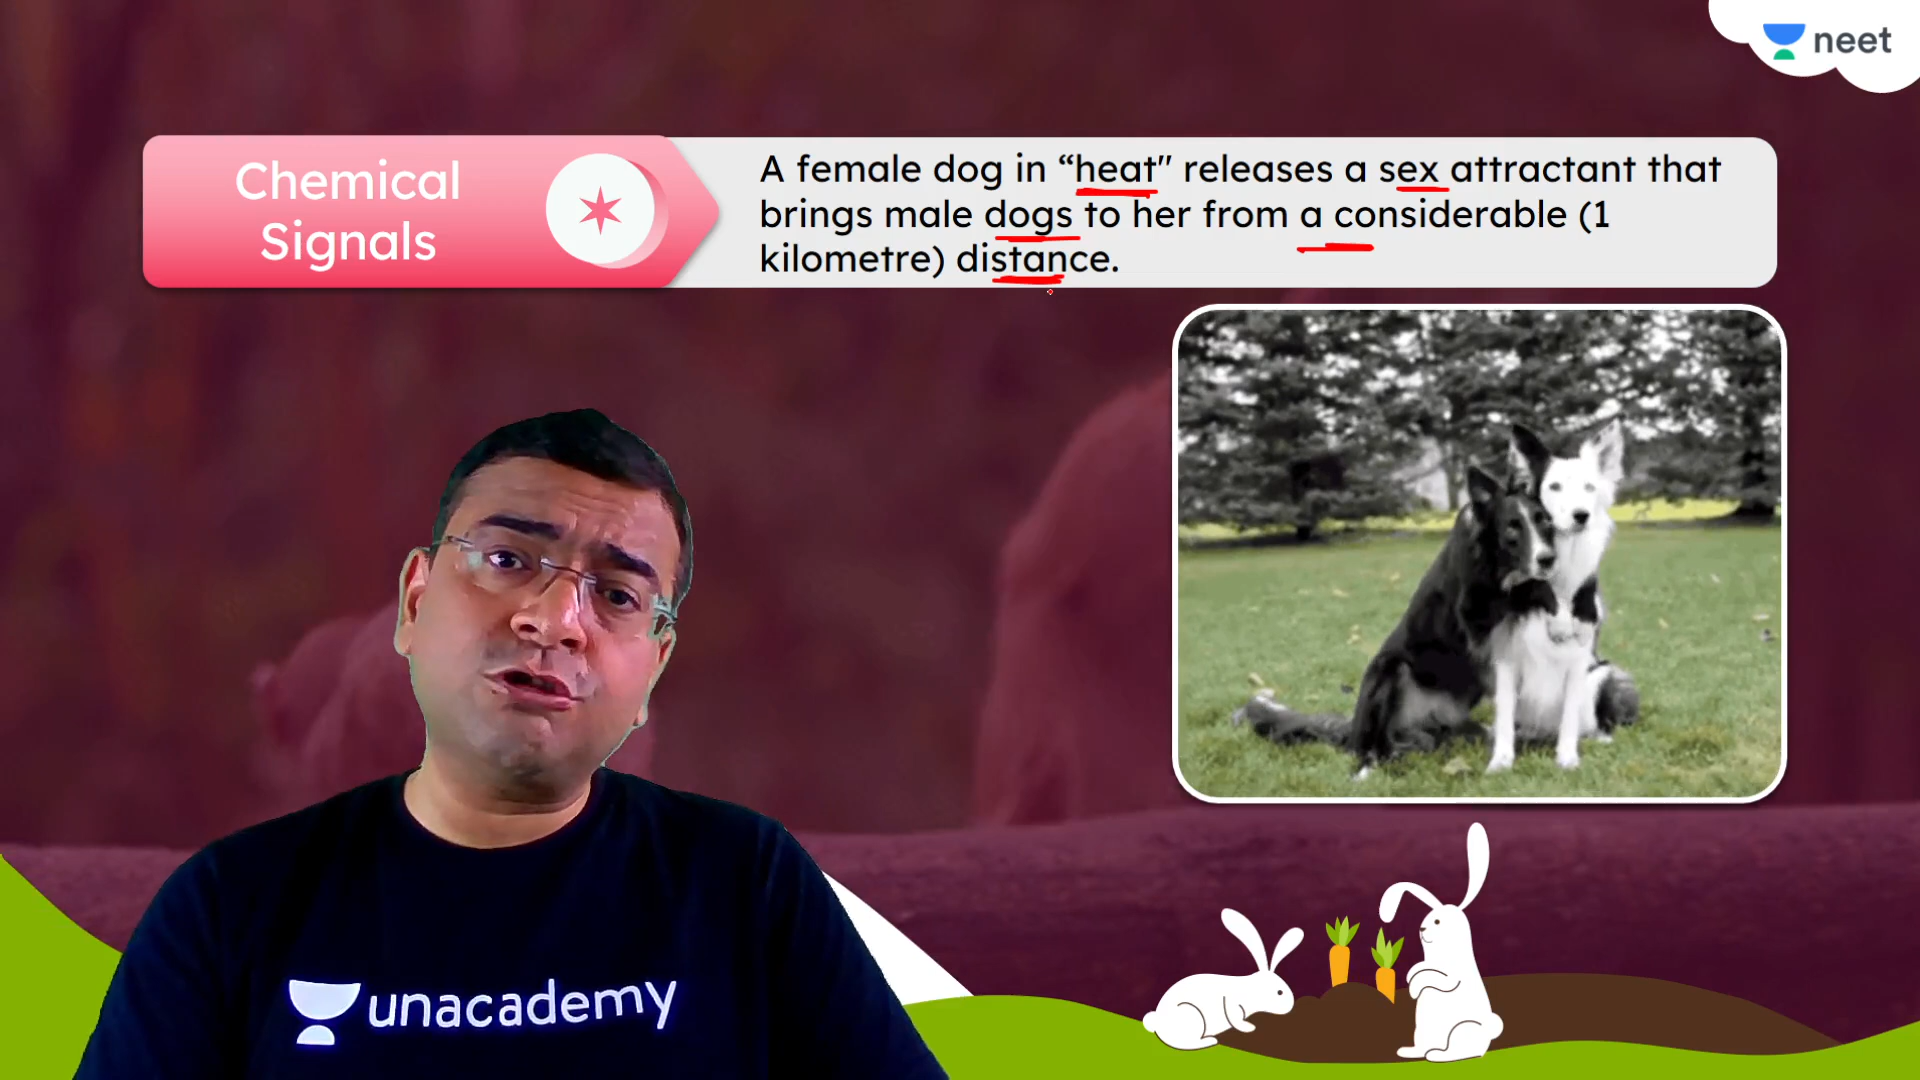 neet
Chemical
Signals
A female dog in “heat" releases a sex attractant that
brings male dogs to her from a considerable (1
kilometre) distance.
unacademy